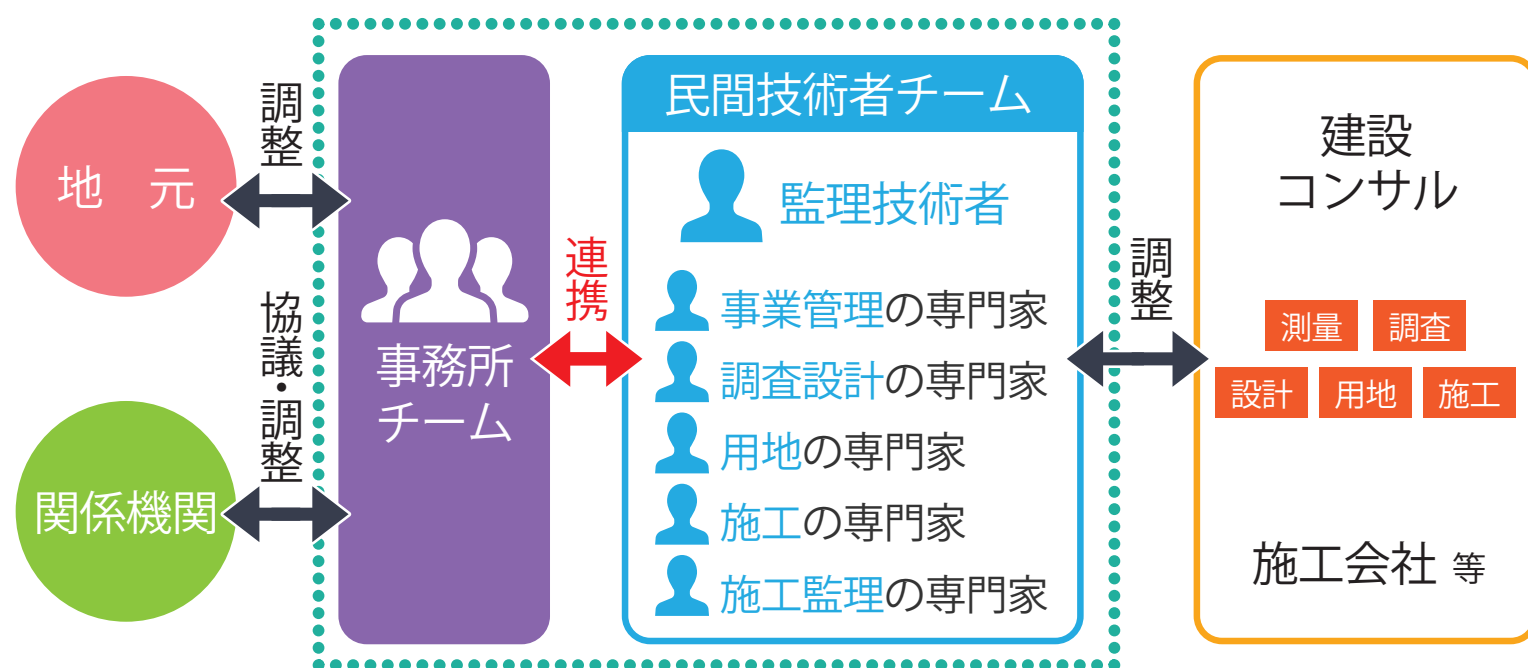 地　元
調整
協議・調整
関係機関
事務所
チーム
連携
民間技術者チーム
監理技術者
事業管理の専門家
調査設計の専門家
用地の専門家
施工の専門家
施工監理の専門家
調整
建設
コンサル
測量 調査
設計 用地 施工
施工会社 等